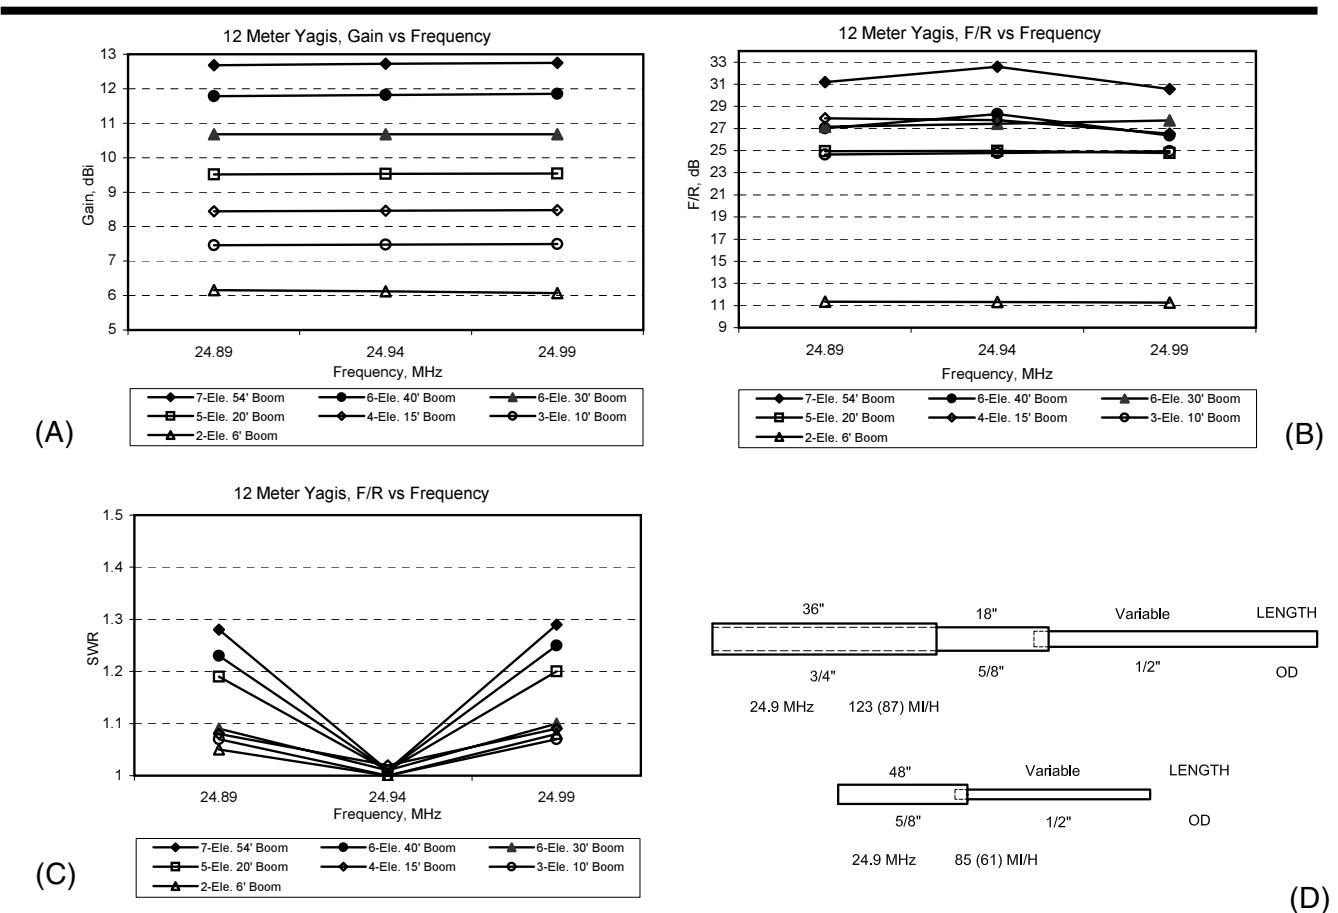 12 Meter Yagis, Gain vs Frequency
13
12
11
10
9
8
7
6
5
Gain, dBi
24.89 24.94 24.99
Frequency, MHz
7-Ele. 54' Boom 6-Ele. 40' Boom 6-Ele. 30' Boom
5-Ele. 20' Boom 4-Ele. 15' Boom 3-Ele. 10' Boom
2-Ele. 6' Boom
(A)
12 Meter Yagis, F/R vs Frequency
33
31
29
27
25
23
21
19
17
15
13
11
9
F/R, dB
24.89 24.94 24.99
Frequency, MHz
7-Ele. 54' Boom 6-Ele. 40' Boom 6-Ele. 30' Boom
5-Ele. 20' Boom 4-Ele. 15' Boom 3-Ele. 10' Boom
2-Ele. 6' Boom
(B)
12 Meter Yagis, F/R vs Frequency
1.5
1.4
1.3
1.2
1.1
1
SWR
24.89 24.94 24.99
Frequency, MHz
7-Ele. 54' Boom 6-Ele. 40' Boom 6-Ele. 30' Boom
5-Ele. 20' Boom 4-Ele. 15' Boom 3-Ele. 10' Boom
2-Ele. 6' Boom
(C)
36" 18" Variable LENGTH
3/4" 5/8" 1/2" OD
24.9 MHz 123 (87) MI/H
48" Variable LENGTH
5/8" 1/2" OD
24.9 MHz 85 (61) MI/H
(D)